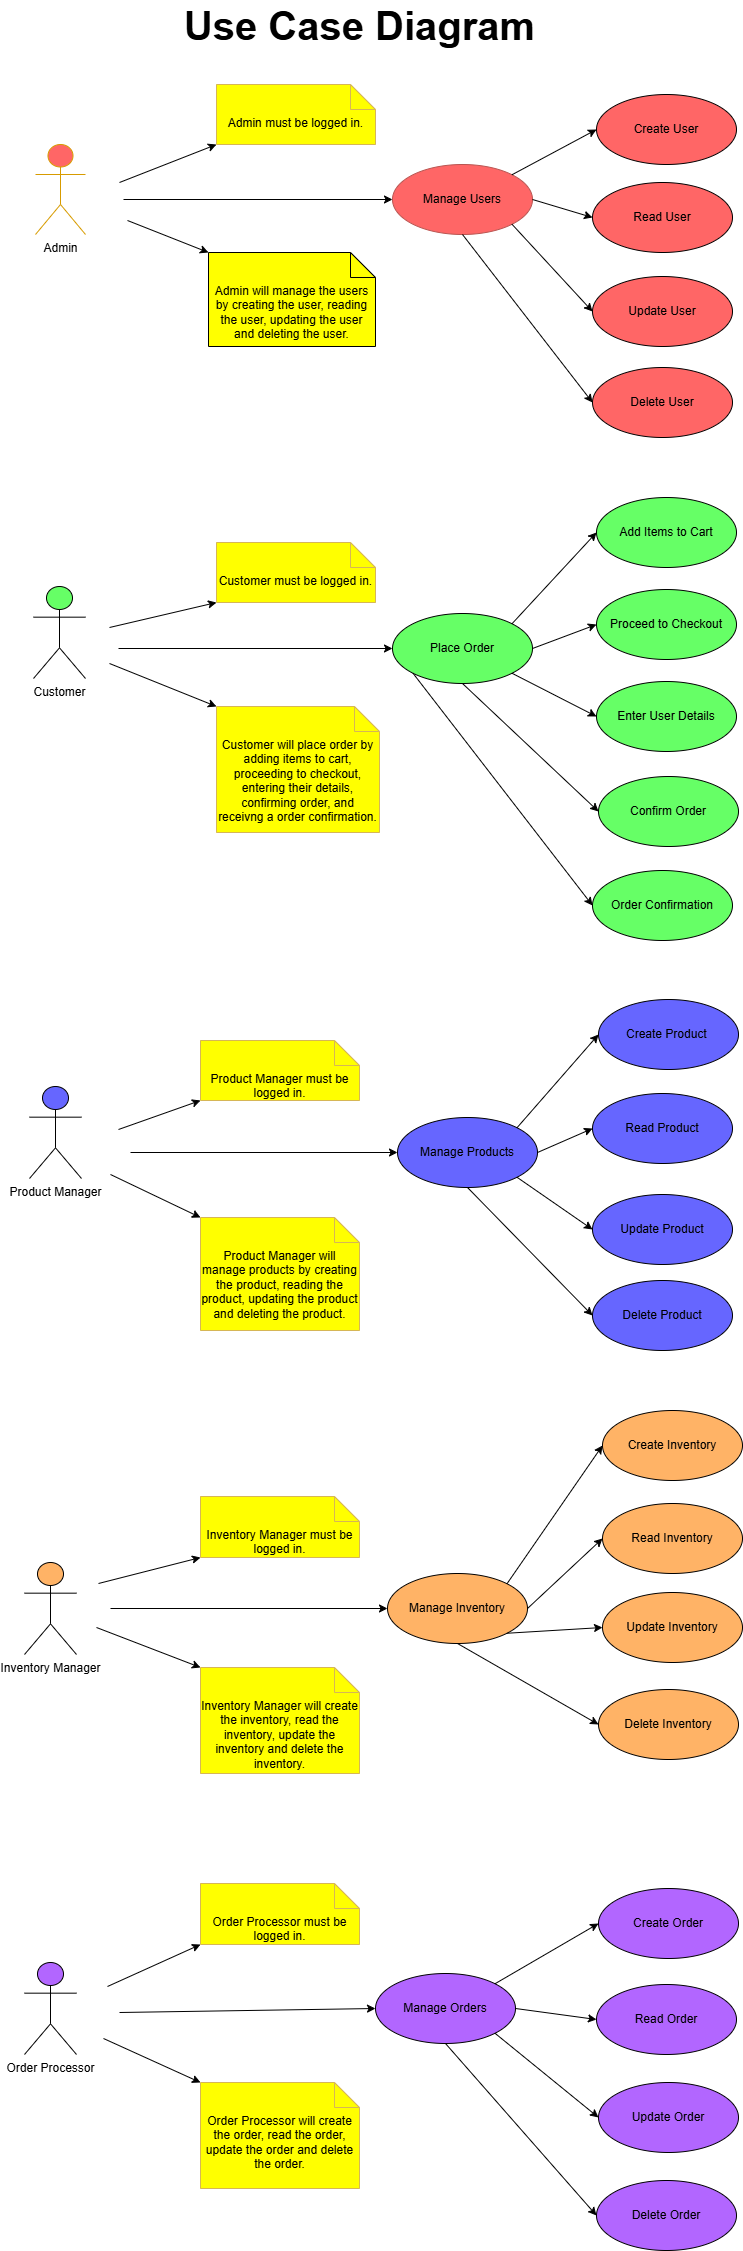 Use Case Diagram
Admin must be logged in.
Create User
Manage Users
Read User
Admin
Admin will manage the users
by creating the user, reading
the user, updating the user
and deleting the user.
Update User
Delete User
Add Items to Cart
Customer must be logged in.
Proceed to Checkout
Place Order
Customer
Enter User Details
Customer will place order by
adding items to cart,
proceeding to checkout,
entering their details,
confirming order, and
receivng a order confirmation.
Confirm Order
Order Confirmation
Create Product
Product Manager must be
logged in.
Read Product
Manage Products
Product Manager
Update Product
Product Manager will
manage products by creating
the product, reading the
product, updating the product
and deleting the product.
Delete Product
Create Inventory
Inventory Manager must be
logged in.
Read Inventory
Manage Inventory
Update Inventory
Inventory Manager
Inventory Manager will create
the inventory, read the
inventory, update the
inventory and delete the
inventory.
Delete Inventory
Order Processor must be
logged in.
Create Order
Manage Orders
Read Order
Order Processor
Order Processor will create
the order, read the order,
update the order and delete
the order.
Update Order
Delete Order